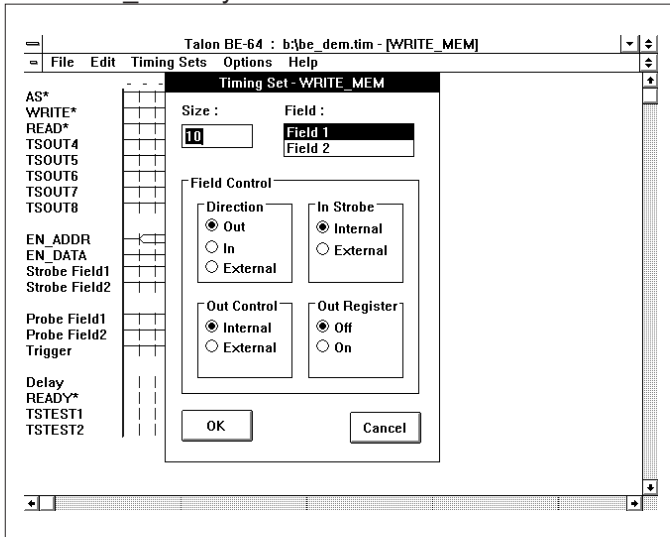 Talon BE-64 : b:\be_dem.tim - [WRITE_MEM]
File Edit Timing Sets Options Help
Timing Set - WRITE_MEM
AS*
WRITE*
READ*
TSOUT4
TSOUT5
TSOUT6
TSOUT7
TSOUT8
EN_ADDR
EN_DATA
Strobe Field1
Strobe Field2
Probe Field1
Probe Field2
Trigger
Delay
READY*
TSTEST1
TSTEST2
Size : Field :
10 Field 1
Field 2
Field Control
Direction In Strobe
Out Internal
In External
External
Out Control Out Register
Internal Off
External On
OK Cancel